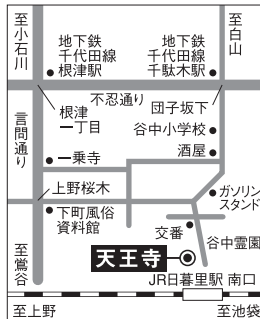 至小石川
地下鉄
千代田線
根津駅
地下鉄
千代田線
千駄木駅
至白山
不忍通り
根津
一丁目
団子坂下
言問通り
谷中小学校
酒屋
一乗寺
上野桜木
下町風俗
資料館
ガソリン
スタンド
交番
谷中霊園
天王寺
至鶯谷
JR日暮里駅 南口
至上野
至池袋